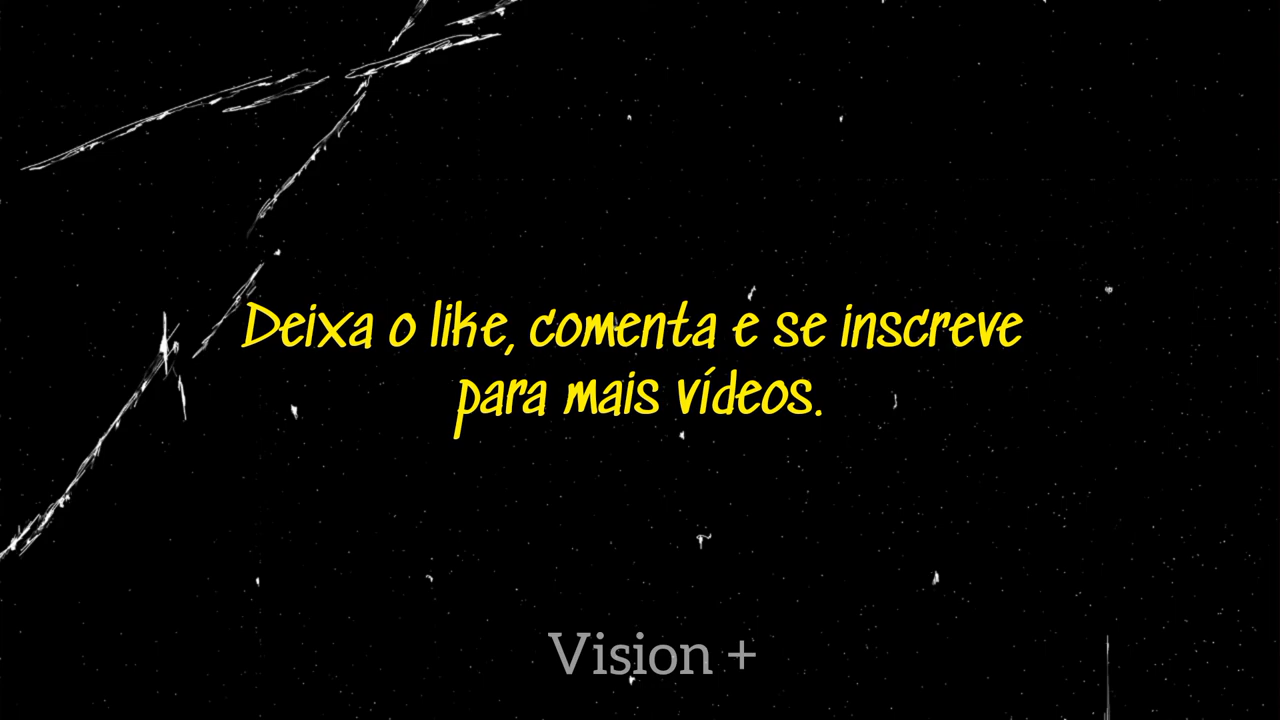 Deixa o like, comenta e se inscreve
para mais vídeos.
Vision +